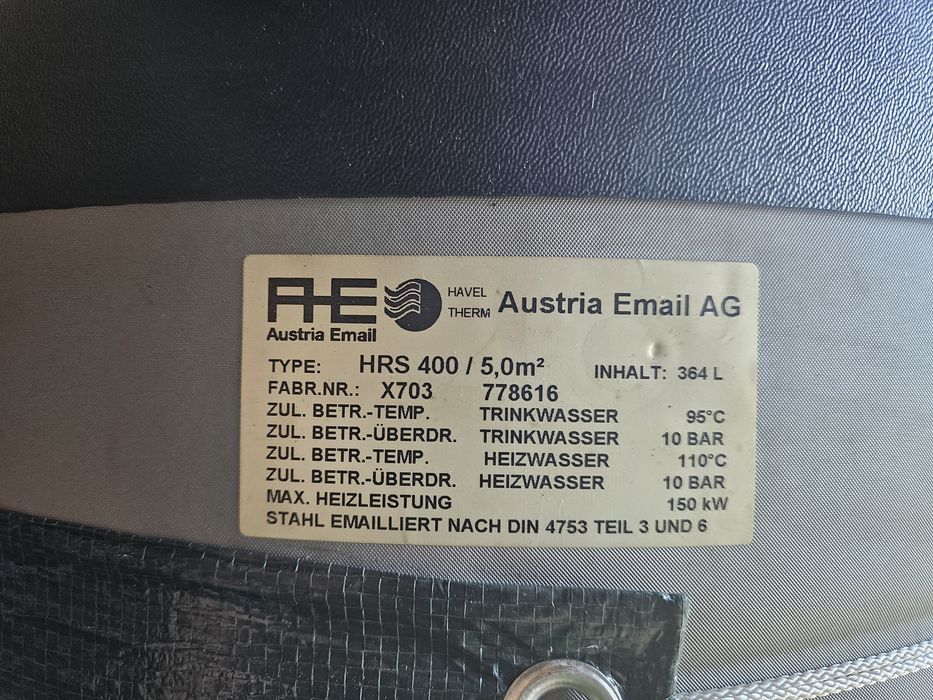 AE HAVEL THERM Austria Email AG
Austria Email
TYPE: HRS 400 / 5,0m² INHALT: 364 L
FABR.NR.: X703 778616
ZUL. BETR.-TEMP. TRINKWASSER 95°C
ZUL. BETR.-ÜBERDR. TRINKWASSER 10 BAR
ZUL. BETR.-TEMP. HEIZWASSER 110°C
ZUL. BETR.-ÜBERDR. HEIZWASSER 10 BAR
MAX. HEIZLEISTUNG 150 kW
STAHL EMAILLIERT NACH DIN 4753 TEIL 3 UND 6